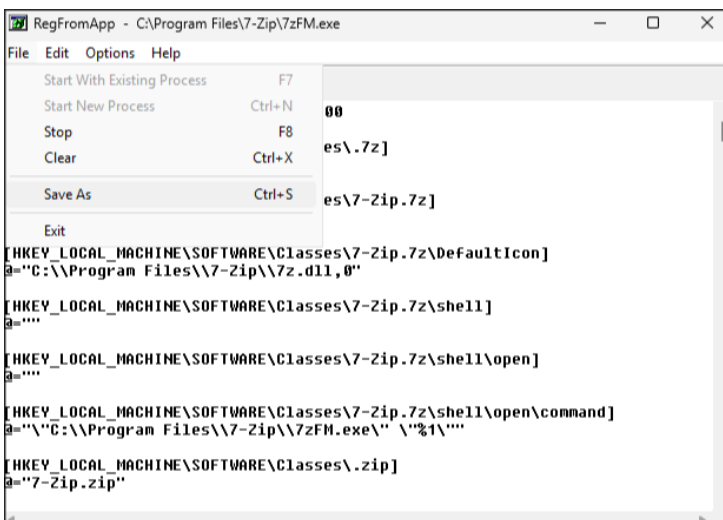 RegFromApp - C:\Program Files\7-Zip\7zFM.exe
File Edit Options Help
Start With Existing Process F7
Start New Process Ctrl+N
Stop F8
Clear Ctrl+X
Save As Ctrl+S
Exit
00
es\.7z]
es\7-Zip.7z]
[HKEY_LOCAL_MACHINE\SOFTWARE\Classes\7-Zip.7z\DefaultIcon]
@="C:\\Program Files\\7-Zip\\7z.dll,0"
[HKEY_LOCAL_MACHINE\SOFTWARE\Classes\7-Zip.7z\shell]
@=""
[HKEY_LOCAL_MACHINE\SOFTWARE\Classes\7-Zip.7z\shell\open]
@=""
[HKEY_LOCAL_MACHINE\SOFTWARE\Classes\7-Zip.7z\shell\open\command]
@="\"C:\\Program Files\\7-Zip\\7zFM.exe\" \"%1\""
[HKEY_LOCAL_MACHINE\SOFTWARE\Classes\.zip]
@="7-Zip.zip"